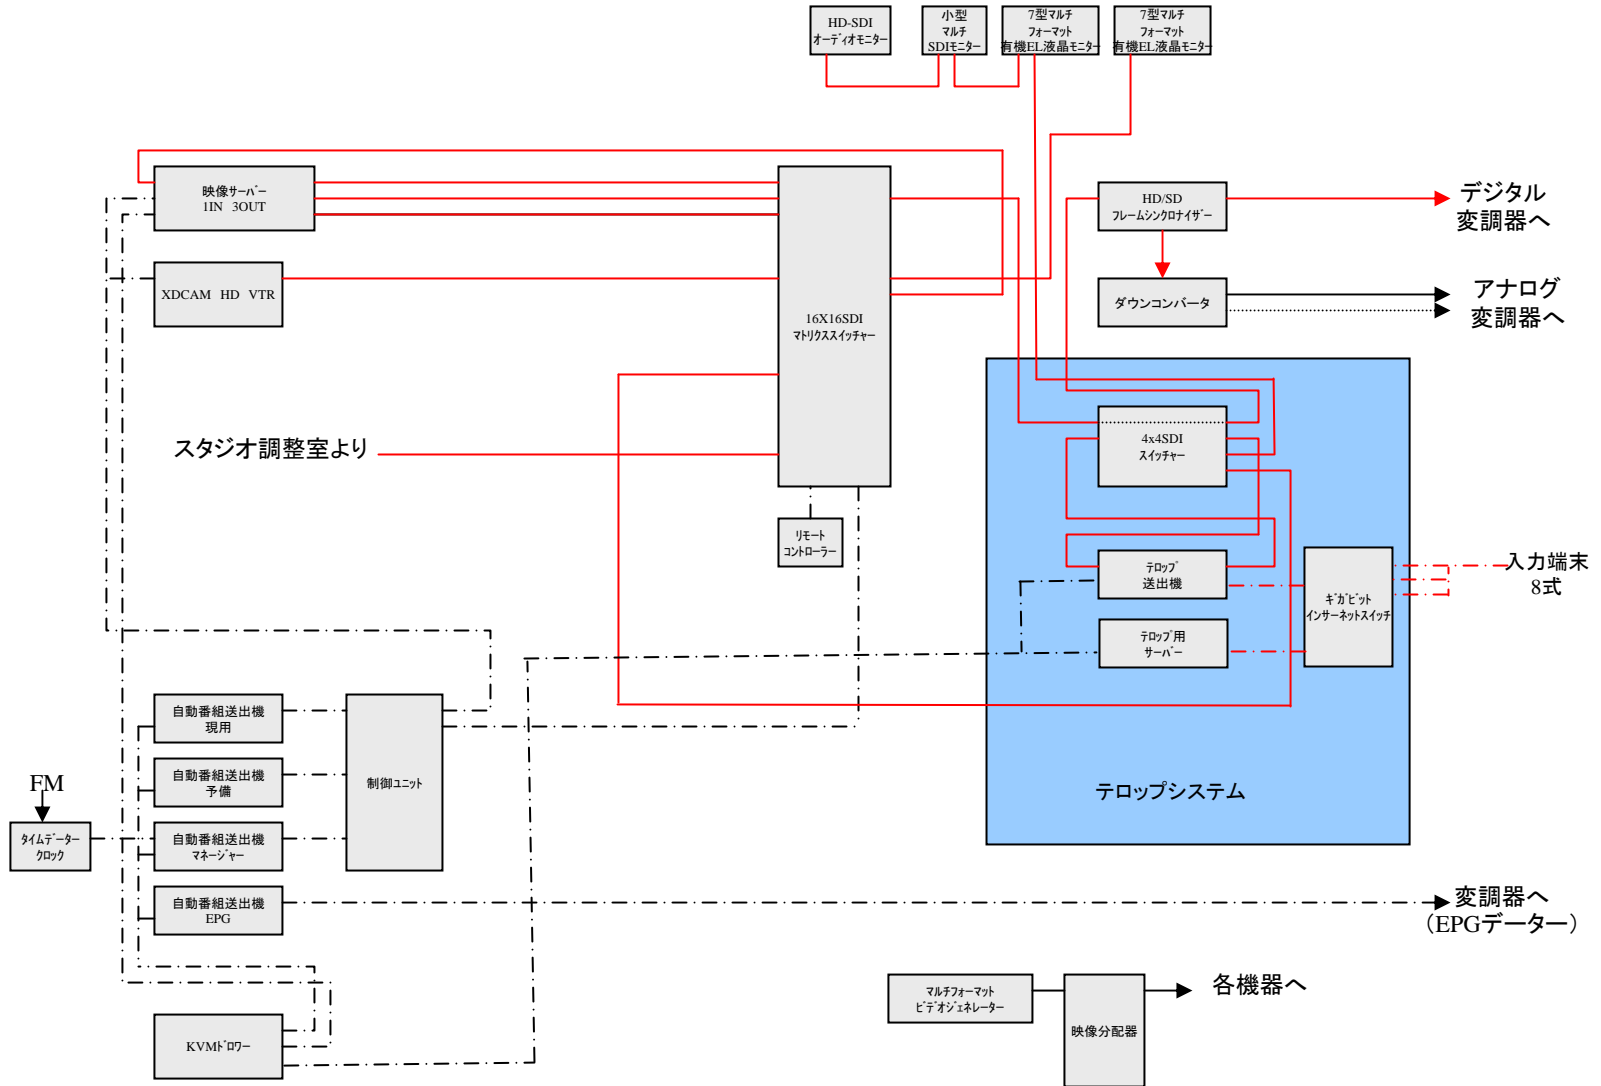 HD-SDI
ｵｰﾃﾞｨｵﾓﾆﾀｰ
小型
ﾏﾙﾁ
SDIﾓﾆﾀｰ
7型ﾏﾙﾁ
ﾌｫｰﾏｯﾄ
有機EL液晶ﾓﾆﾀｰ
7型ﾏﾙﾁ
ﾌｫｰﾏｯﾄ
有機EL液晶ﾓﾆﾀｰ
映像ｻｰﾊﾞｰ
1IN 3OUT
HD/SD
ﾌﾚｰﾑｼﾝｸﾛﾅｲｻﾞｰ
デジタル
変調器へ
XDCAM HD VTR
16X16SDI
ﾏﾄﾘｸｽｽｲｯﾁｬｰ
ﾀﾞｳﾝｺﾝﾊﾞｰﾀ
アナログ
変調器へ
スタジオ調整室より
4x4SDI
ｽｲｯﾁｬｰ
ﾘﾓｰﾄ
ｺﾝﾄﾛｰﾗｰ
ﾃﾛｯﾌﾟ
送出機
ｷﾞｶﾞﾋﾞｯﾄ
ｲﾝｻｰﾈｯﾄｽｲｯﾁ
入力端末
8式
ﾃﾛｯﾌﾟ用
ｻｰﾊﾞｰ
自動番組送出機
現用
自動番組送出機
予備
制御ﾕﾆｯﾄ
テロップシステム
FM
ﾀｲﾑﾃﾞｰﾀｰ
ｸﾛｯｸ
自動番組送出機
ﾏﾈｰｼﾞｬｰ
自動番組送出機
EPG
変調器へ
（EPGデーター）
ﾏﾙﾁﾌｫｰﾏｯﾄ
ﾋﾞﾃﾞｵｼﾞｪﾈﾚｰﾀｰ
各機器へ
映像分配器
KVMﾄﾞﾛﾜｰ